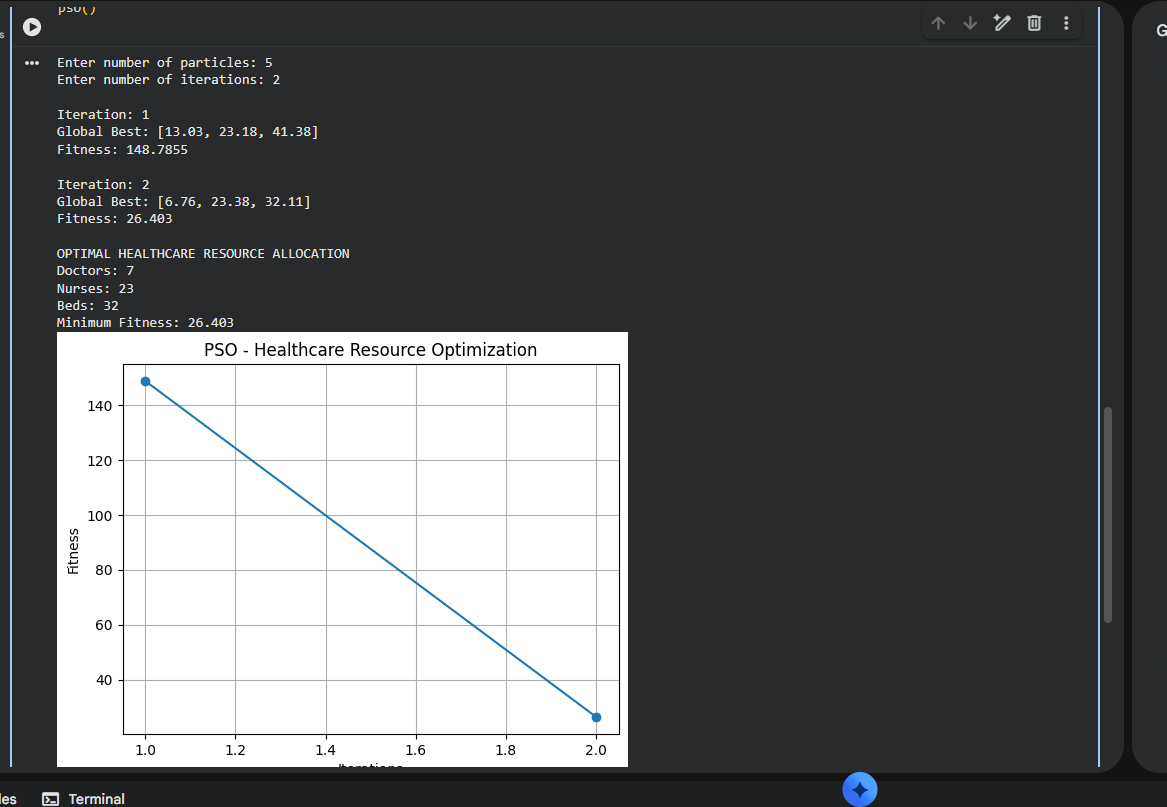 pso()
Enter number of particles: 5
Enter number of iterations: 2
Iteration: 1
Global Best: [13.03, 23.18, 41.38]
Fitness: 148.7855
Iteration: 2
Global Best: [6.76, 23.38, 32.11]
Fitness: 26.403
OPTIMAL HEALTHCARE RESOURCE ALLOCATION
Doctors: 7
Nurses: 23
Beds: 32
Minimum Fitness: 26.403
PSO - Healthcare Resource Optimization
140
120
100
80
60
40
Fitness
1.0 1.2 1.4 1.6 1.8 2.0
Iterations
Terminal